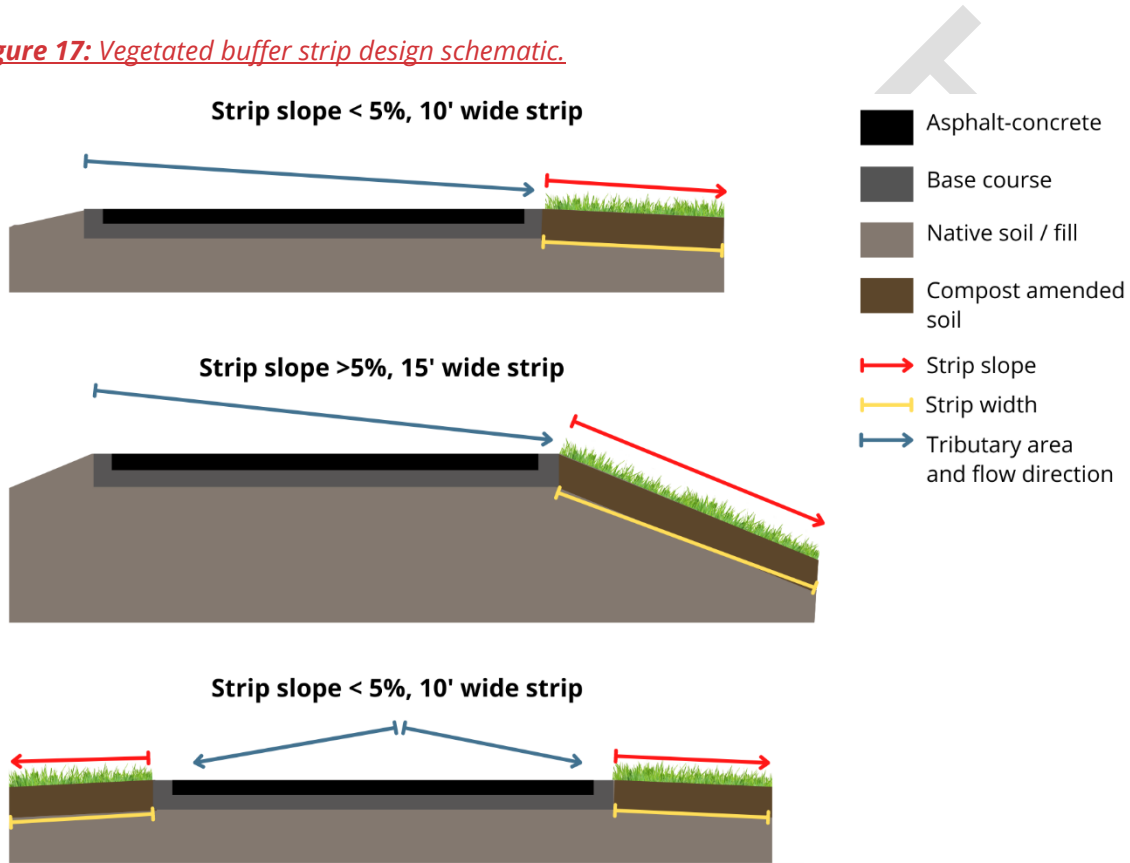 gure 17: Vegetated buffer strip design schematic.
Strip slope < 5%, 10' wide strip
Asphalt-concrete
Base course
Native soil / fill
Compost amended
soil
Strip slope >5%, 15' wide strip
Strip slope
Strip width
Tributary area
and flow direction
Strip slope < 5%, 10' wide strip